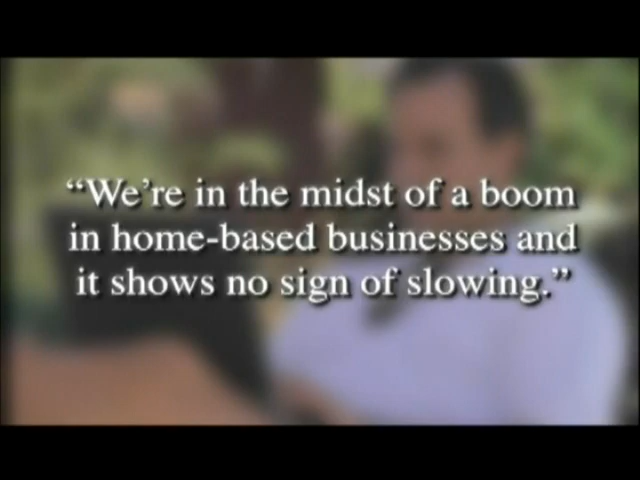 “We’re in the midst of a boom
in home-based businesses and
it shows no sign of slowing.”